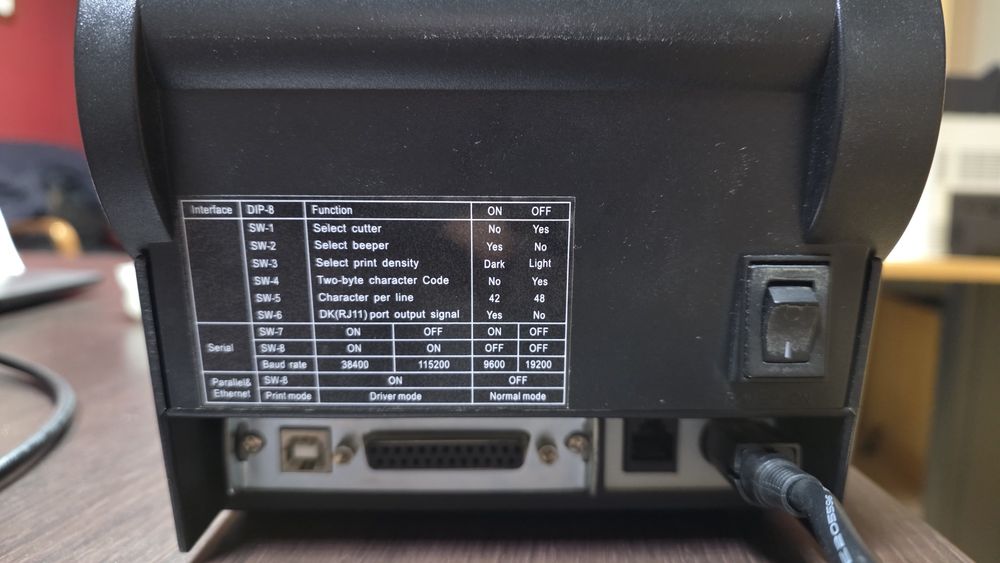 Interface DIP-8 Function ON OFF
SW-1 Select cutter No Yes
SW-2 Select beeper Yes No
SW-3 Select print density Dark Light
SW-4 Two-byte character Code No Yes
SW-5 Character per line 42 48
SW-6 DK(RJ11)port output signal Yes No
SW-7 ON OFF ON OFF
Serial SW-8 ON ON OFF OFF
Baud rate 38400 115200 9600 19200
Parallel& Ethernet SW-8 ON OFF
Print mode Driver mode Normal mode